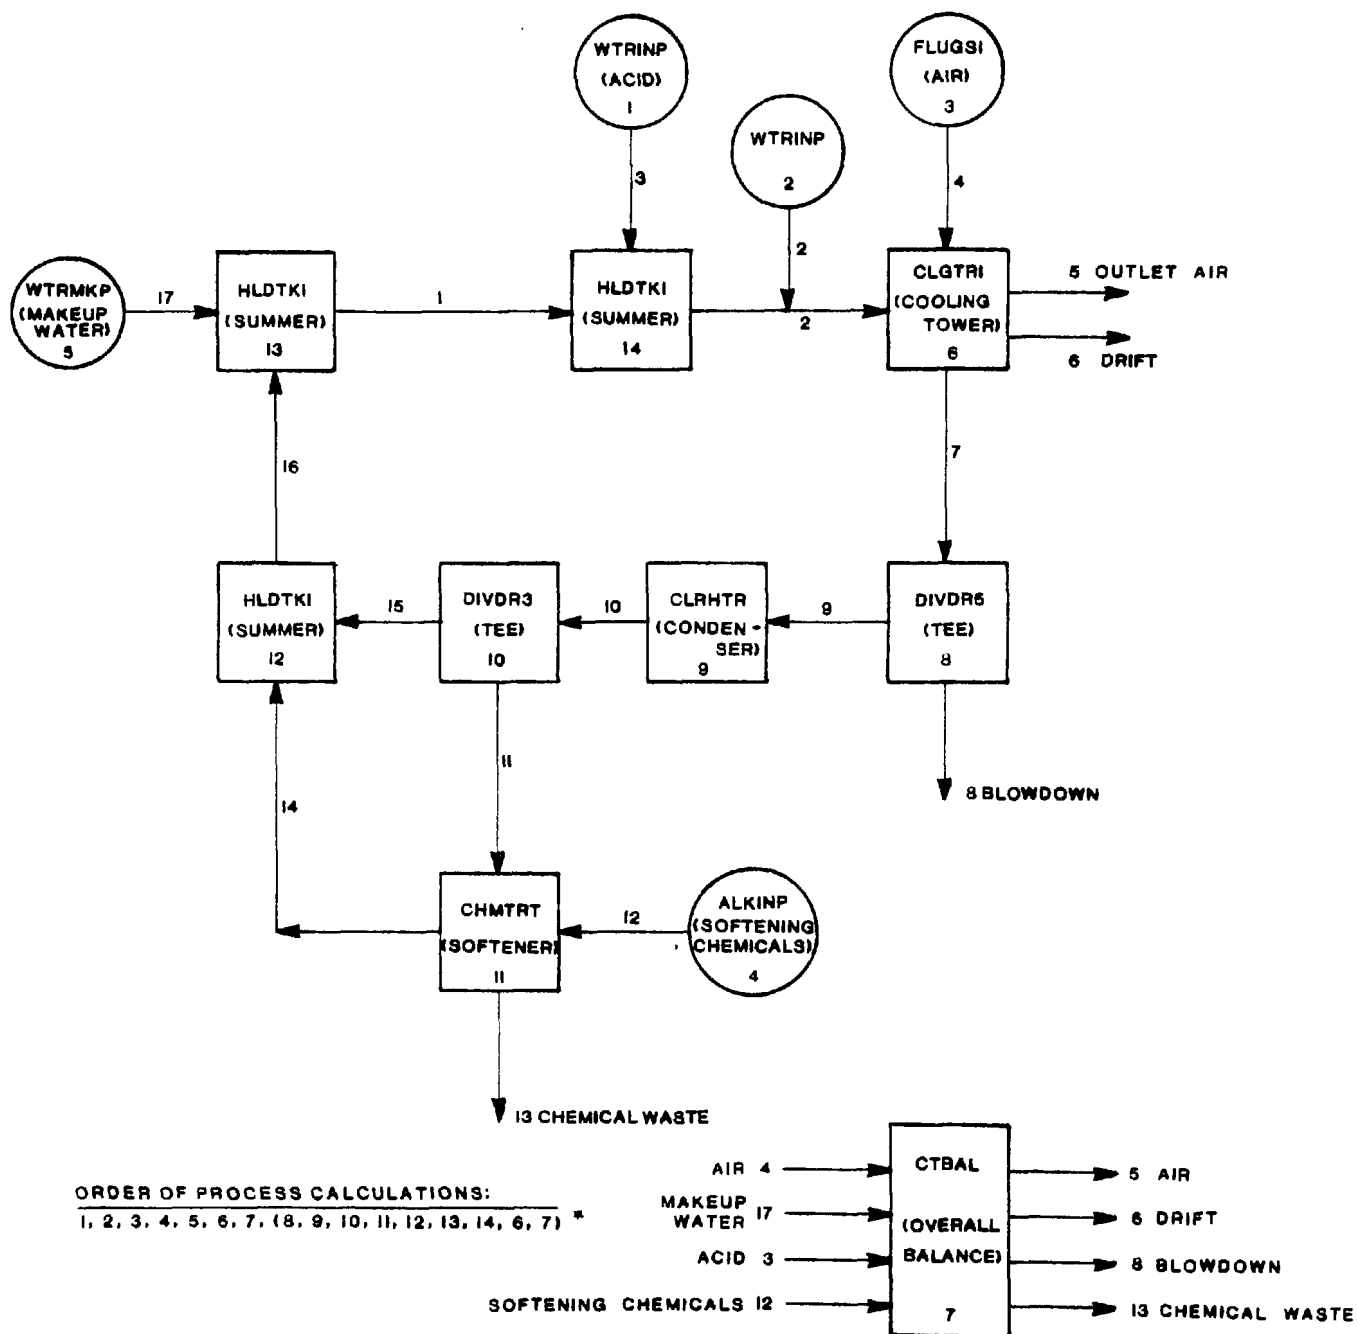 WTRINP
(ACID)
1
FLUGSI
(AIR)
3
WTRINP
2
3
4
2
WTRMKP
(MAKEUP
WATER)
5
17
HLDTKI
(SUMMER)
13
1
HLDTKI
(SUMMER)
14
2
CLGTRI
(COOLING
TOWER)
6
5 OUTLET AIR
6 DRIFT
16
7
HLDTKI
(SUMMER)
12
15
DIVDR3
(TEE)
10
10
CLRHTR
(CONDEN-
SER)
9
9
DIVDR5
(TEE)
8
14
11
8 BLOWDOWN
CHMTRT
(SOFTENER)
11
12
ALKINP
(SOFTENING
CHEMICALS)
4
13 CHEMICAL WASTE
ORDER OF PROCESS CALCULATIONS:
1, 2, 3, 4, 5, 6, 7, (8, 9, 10, 11, 12, 13, 14, 6, 7) *
AIR 4
MAKEUP
WATER 17
ACID 3
SOFTENING CHEMICALS 12
CTBAL
(OVERALL
BALANCE)
7
5 AIR
6 DRIFT
8 BLOWDOWN
13 CHEMICAL WASTE